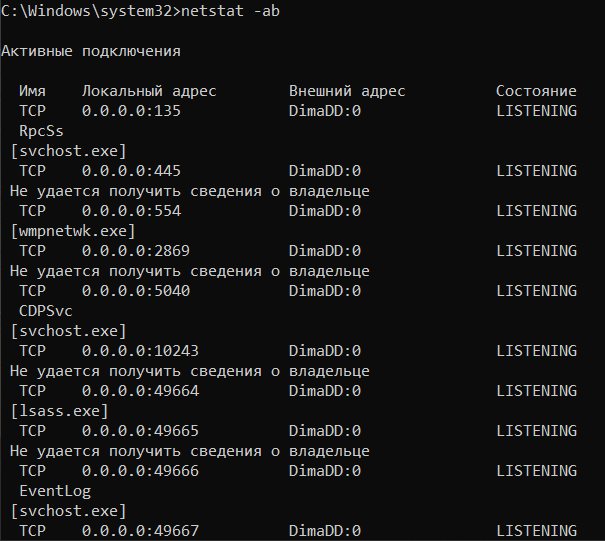 C:\Windows\system32>netstat -ab
Активные подключения
Имя Локальный адрес Внешний адрес Состояние
TCP 0.0.0.0:135 DimaDD:0 LISTENING
RpcSs
[svchost.exe]
TCP 0.0.0.0:445 DimaDD:0 LISTENING
Не удается получить сведения о владельце
TCP 0.0.0.0:554 DimaDD:0 LISTENING
[wmpnetwk.exe]
TCP 0.0.0.0:2869 DimaDD:0 LISTENING
Не удается получить сведения о владельце
TCP 0.0.0.0:5040 DimaDD:0 LISTENING
CDPSvc
[svchost.exe]
TCP 0.0.0.0:10243 DimaDD:0 LISTENING
Не удается получить сведения о владельце
TCP 0.0.0.0:49664 DimaDD:0 LISTENING
[lsass.exe]
TCP 0.0.0.0:49665 DimaDD:0 LISTENING
Не удается получить сведения о владельце
TCP 0.0.0.0:49666 DimaDD:0 LISTENING
EventLog
[svchost.exe]
TCP 0.0.0.0:49667 DimaDD:0 LISTENING